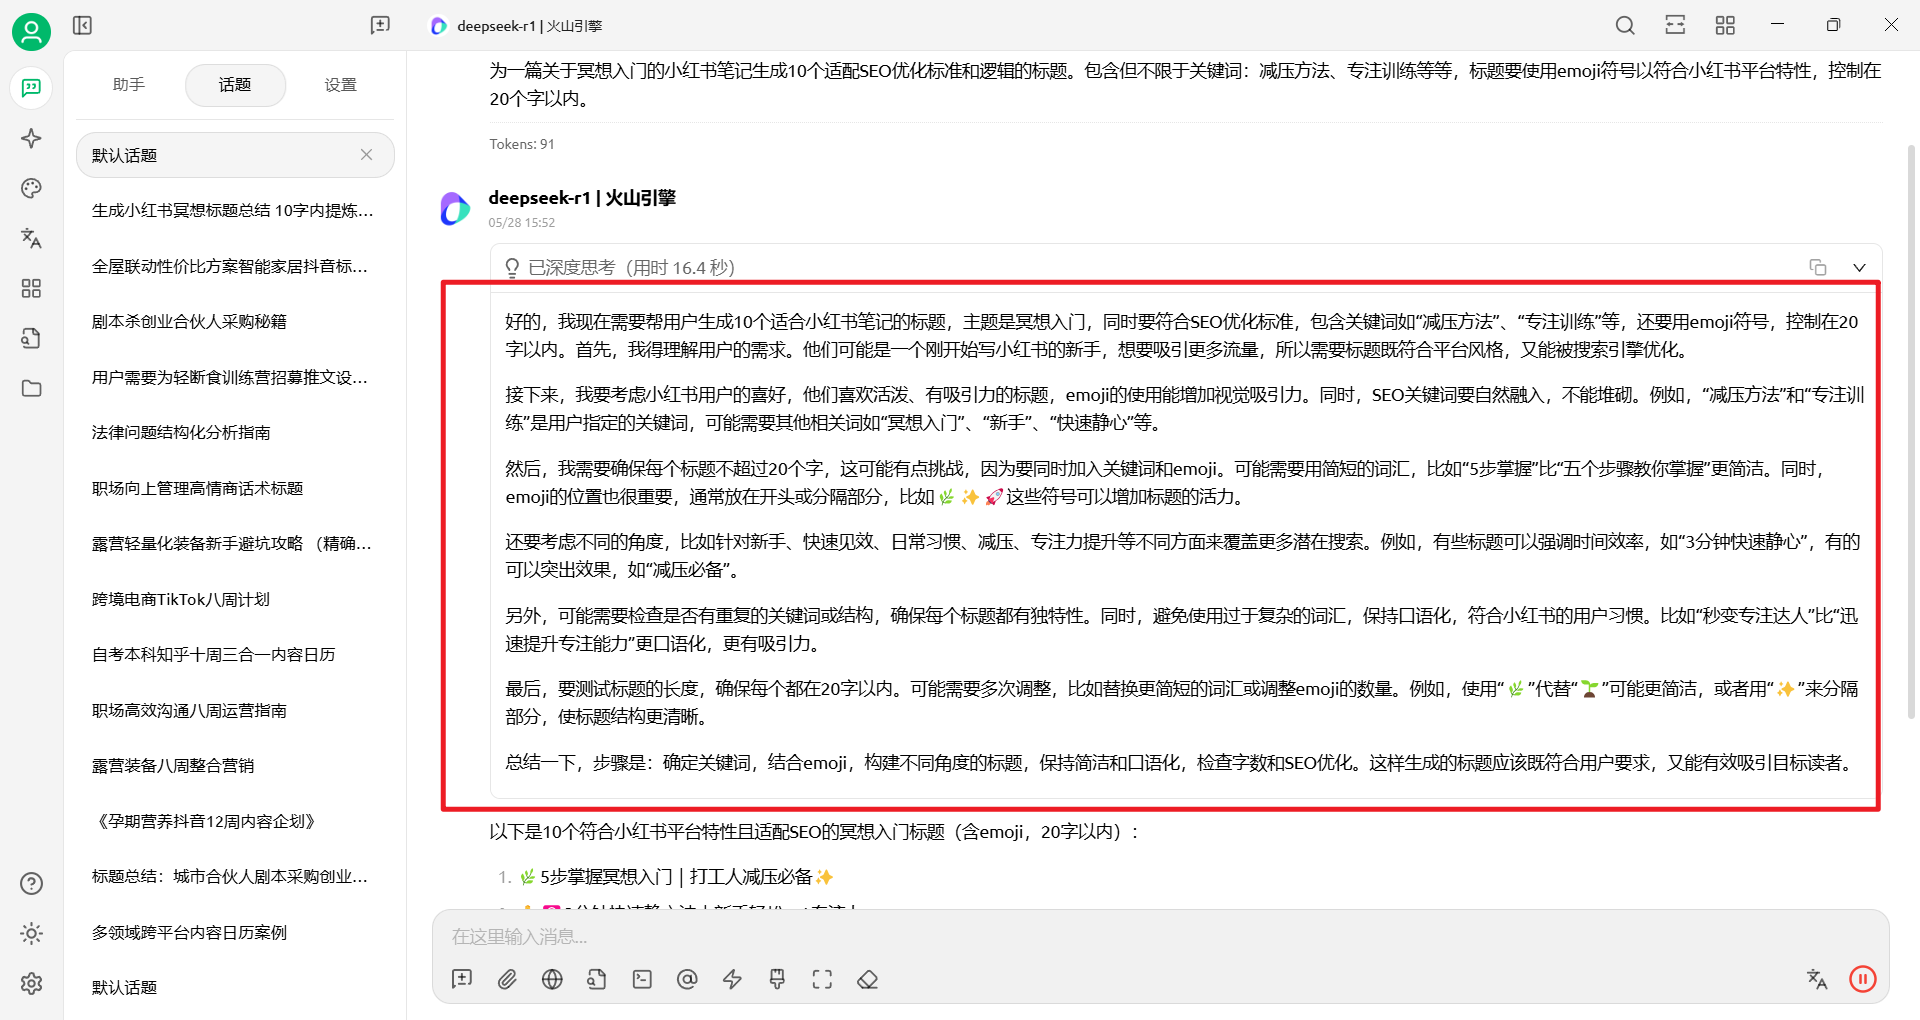 deepseek-r1 | 火山引擎
助手
话题
设置
默认话题
生成小红书冥想标题总结 10字内提炼...
全屋联动性价比方案智能家居抖音标...
剧本杀创业合伙人采购秘籍
用户需要为轻断食训练营招募推文设...
法律问题结构化分析指南
职场向上管理高情商话术标题
露营轻量化装备新手避坑攻略 （精确...
跨境电商TikTok八周计划
自考本科知乎十周三合一内容日历
职场高效沟通八周运营指南
露营装备八周整合营销
《孕期营养抖音12周内容企划》
标题总结：城市合伙人剧本采购创业...
多领域跨平台内容日历案例
默认话题
为一篇关于冥想入门的小红书笔记生成10个适配SEO优化标准和逻辑的标题。包含但不限于关键词：减压方法、专注训练等等，标题要使用emoji符号以符合小红书平台特性，控制在
20个字以内。
Tokens: 91
deepseek-r1 | 火山引擎
05/28 15:52
已深度思考（用时 16.4 秒）
好的，我现在需要帮用户生成10个适合小红书笔记的标题，主题是冥想入门，同时要符合SEO优化标准，包含关键词如“减压方法”、“专注训练”等，还要用emoji符号，控制在20
字以内。首先，我得理解用户的需求。他们可能是一个刚开始写小红书的新手，想要吸引更多流量，所以需要标题既符合平台风格，又能被搜索引擎优化。
接下来，我要考虑小红书用户的喜好，他们喜欢活泼、有吸引力的标题，emoji的使用能增加视觉吸引力。同时，SEO关键词要自然融入，不能堆砌。例如，“减压方法”和“专注训
练”是用户指定的关键词，可能需要其他相关词如“冥想入门”、“新手”、“快速静心”等。
然后，我需要确保每个标题不超过20个字，这可能有点挑战，因为要同时加入关键词和emoji。可能需要用简短的词汇，比如“5步掌握”比“五个步骤教你掌握”更简洁。同时，
emoji的位置也很重要，通常放在开头或分隔部分，比如🌿✨🚀这些符号可以增加标题的活力。
还要考虑不同的角度，比如针对新手、快速见效、日常习惯、减压、专注力提升等不同方面来覆盖更多潜在搜索。例如，有些标题可以强调时间效率，如“3分钟快速静心”，有的
可以突出效果，如“减压必备”。
另外，可能需要检查是否有重复的关键词或结构，确保每个标题都有独特性。同时，避免使用过于复杂的词汇，保持口语化，符合小红书的用户习惯。比如“秒变专注达人”比“迅
速提升专注能力”更口语化，更有吸引力。
最后，要测试标题的长度，确保每个都在20字以内。可能需要多次调整，比如替换更简短的词汇或调整emoji的数量。例如，使用“🌿”代替“🌱”可能更简洁，或者用“✨”来分隔
部分，使标题结构更清晰。
总结一下，步骤是：确定关键词，结合emoji，构建不同角度的标题，保持简洁和口语化，检查字数和SEO优化。这样生成的标题应该既符合用户要求，又能有效吸引目标读者。
以下是10个符合小红书平台特性且适配SEO的冥想入门标题（含emoji，20字以内）：
1. 🌿5步掌握冥想入门｜打工人减压必备✨
在这里输入消息...